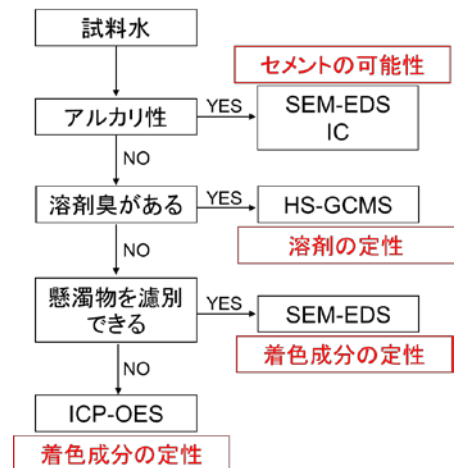 試料水
セメントの可能性
アルカリ性
YES
SEM-EDS
IC
NO
溶剤臭がある
YES
HS-GCMS
溶剤の定性
NO
懸濁物を濾別
できる
YES
SEM-EDS
着色成分の定性
NO
ICP-OES
着色成分の定性